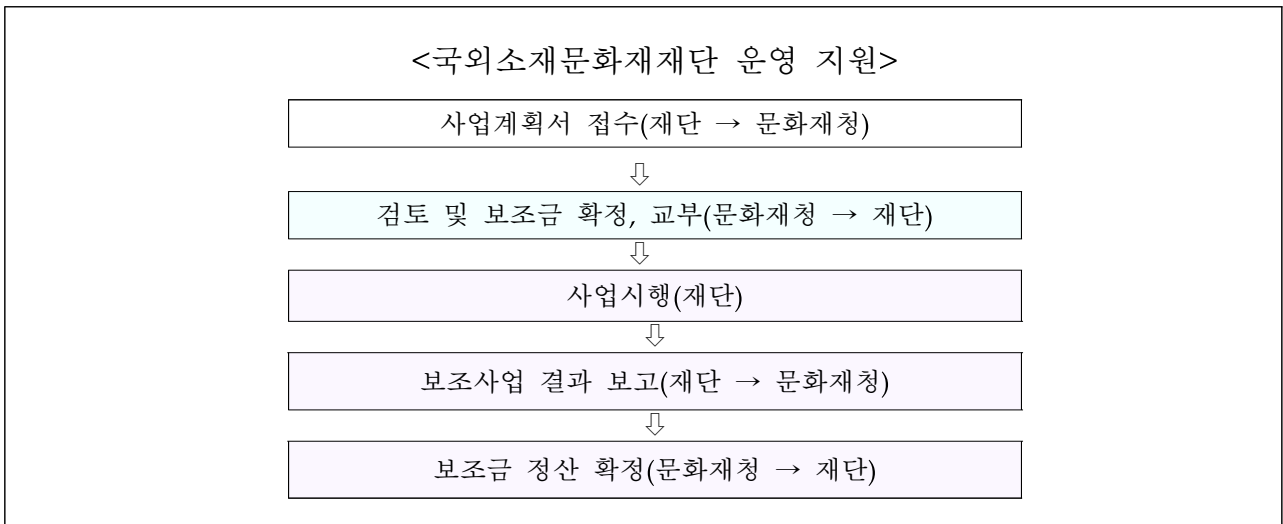 <국외소재문화재재단 운영 지원>
사업계획서 접수(재단 → 문화재청)
⇩
검토 및 보조금 확정, 교부(문화재청 → 재단)
⇩
사업시행(재단)
⇩
보조사업 결과 보고(재단 → 문화재청)
⇩
보조금 정산 확정(문화재청 → 재단)